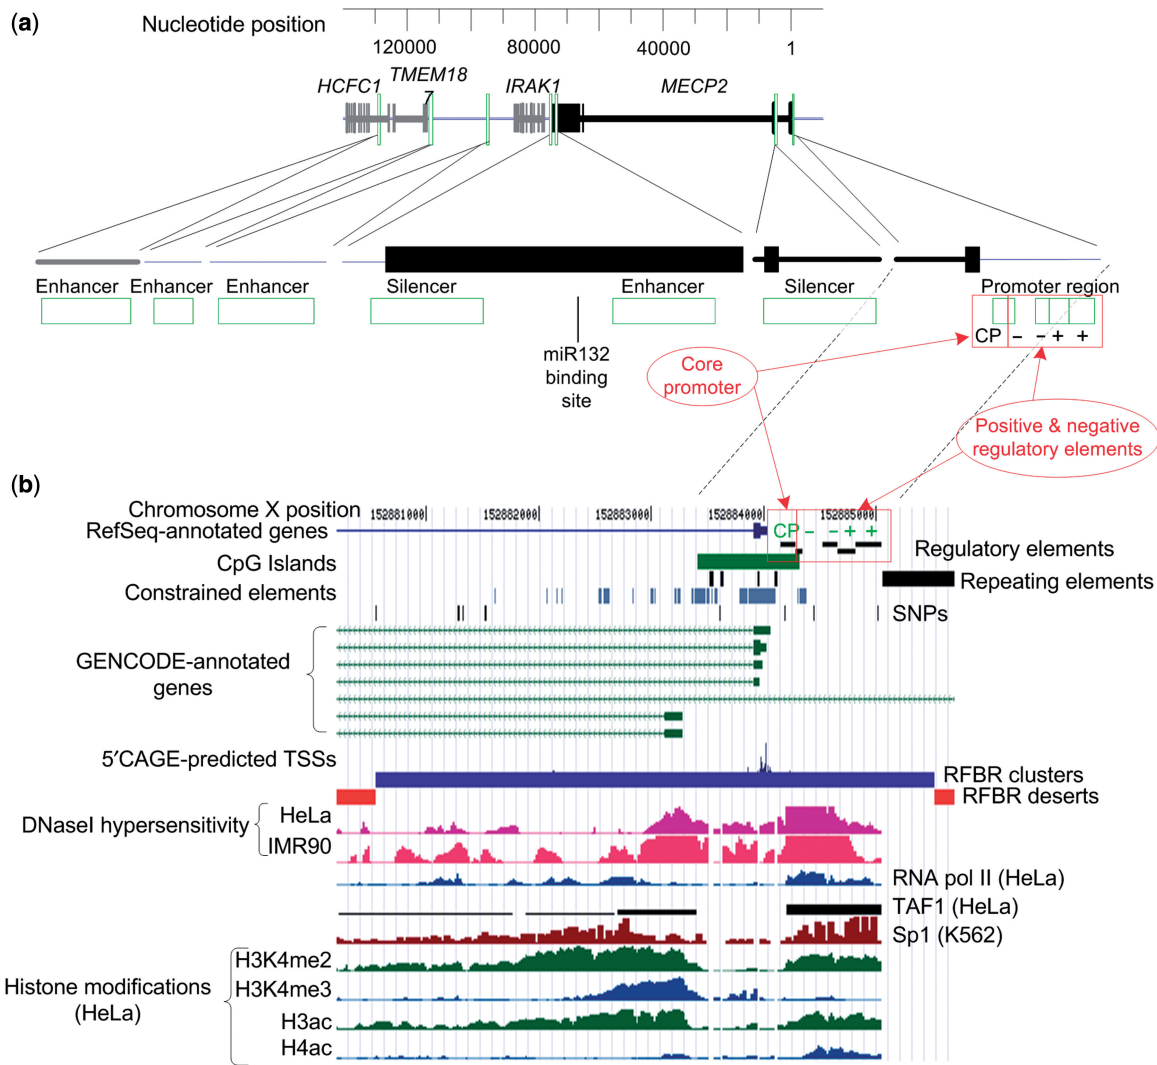 (a)
Nucleotide position
120000 80000 40000 1
HCFC1 TMEM18 IRAK1 MECP2
7
Enhancer Enhancer Enhancer Silencer Enhancer Silencer Promoter region
CP – – + +
miR132
binding
site
Core
promoter
Positive & negative
regulatory elements
(b)
Chromosome X position
152881000 152882000 152883000 152884000 152885000
RefSeq-annotated genes
CP – – + +
Regulatory elements
CpG Islands
Repeating elements
Constrained elements
SNPs
GENCODE-annotated
genes
5′CAGE-predicted TSSs
RFBR clusters
RFBR deserts
DNaseI hypersensitivity
HeLa
IMR90
RNA pol II (HeLa)
TAF1 (HeLa)
Sp1 (K562)
Histone modifications
(HeLa)
H3K4me2
H3K4me3
H3ac
H4ac